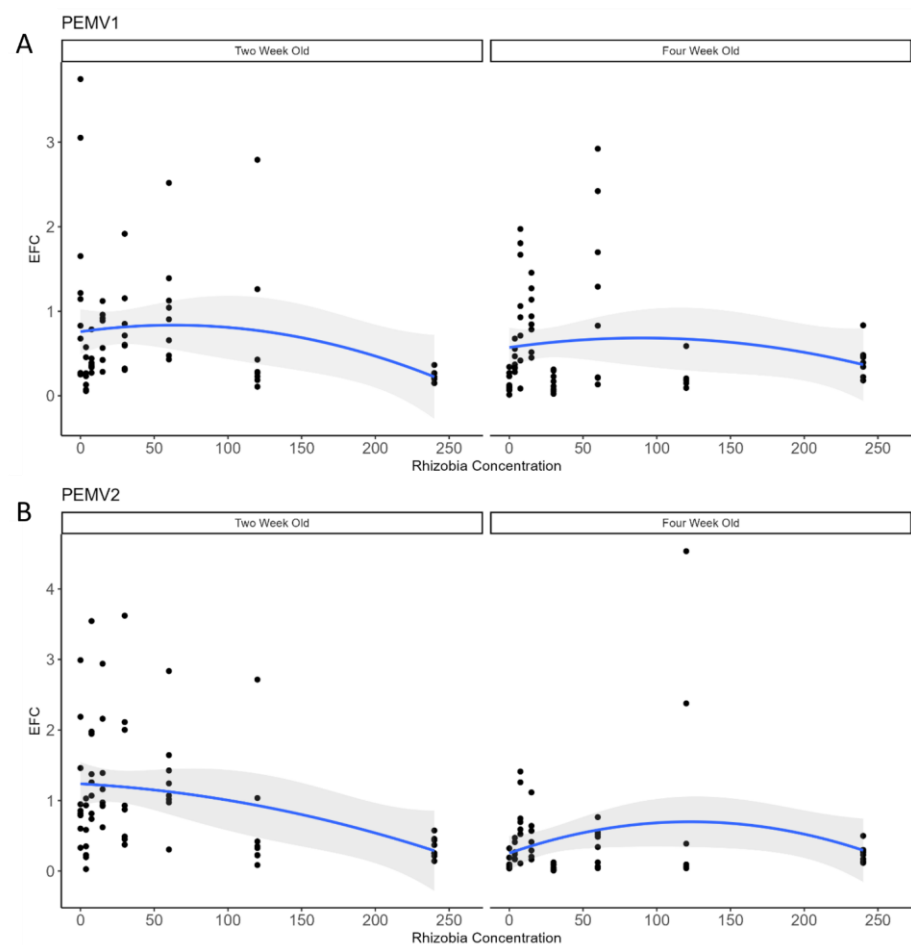 PEMV1
A
Two Week Old
Four Week Old
3
2
1
0
EFC
0 50 100 150 200 250
0 50 100 150 200 250
Rhizobia Concentration
PEMV2
B
Two Week Old
Four Week Old
4
3
2
1
0
EFC
0 50 100 150 200 250
0 50 100 150 200 250
Rhizobia Concentration